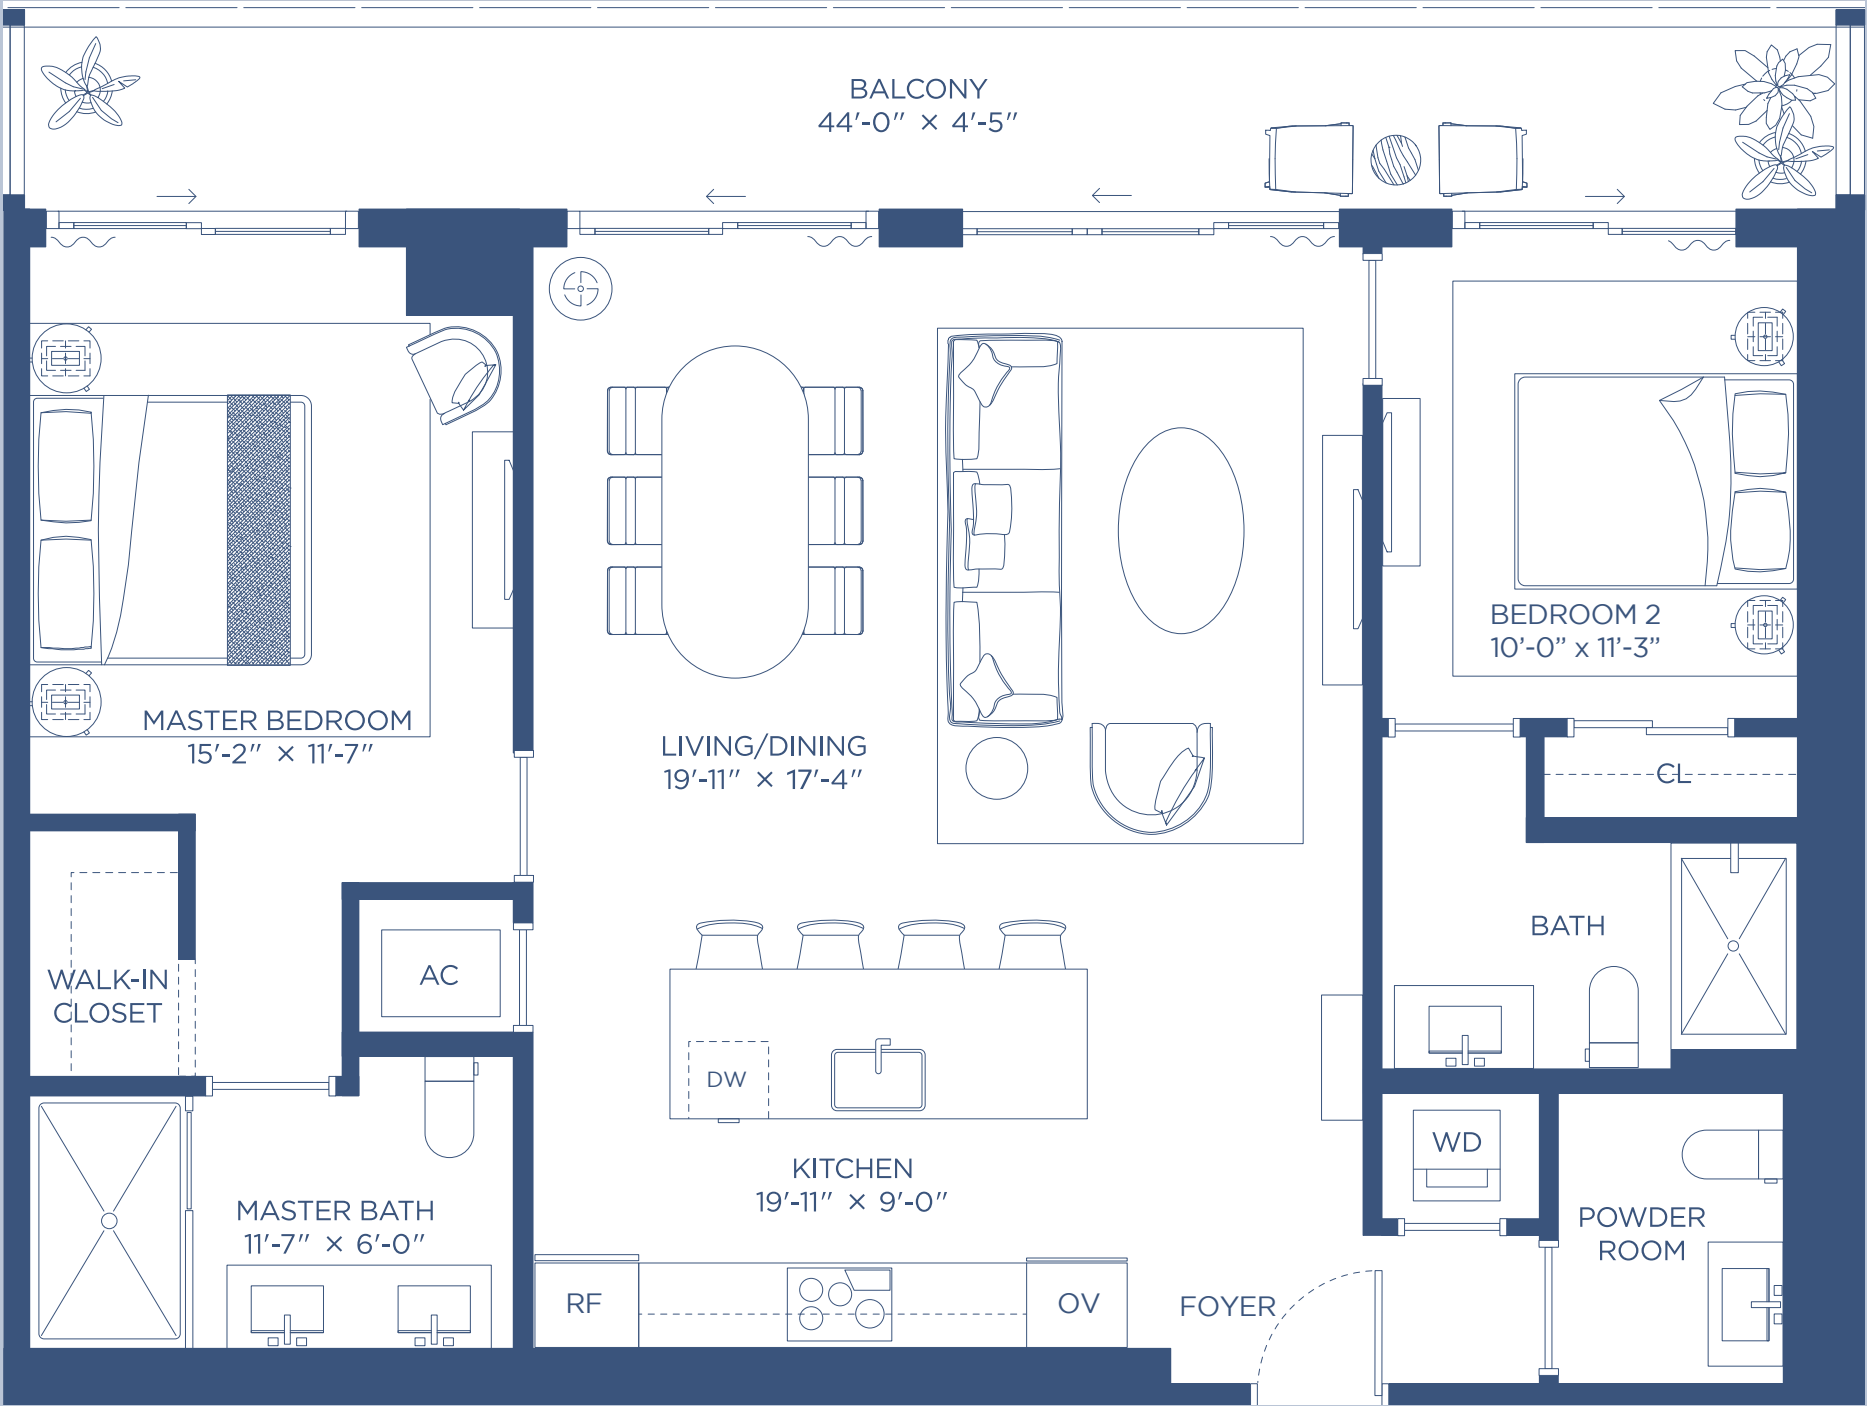 BALCONY
44'-0" × 4'-5"
BEDROOM 2
10'-0” x 11'-3”
MASTER BEDROOM
15'-2" × 11'-7"
LIVING/DINING
19'-11" × 17'-4"
CL
BATH
WALK-IN
CLOSET
AC
DW
WD
KITCHEN
19'-11" × 9'-0"
MASTER BATH
11'-7" × 6'-0"
POWDER
ROOM
RF
OV
FOYER